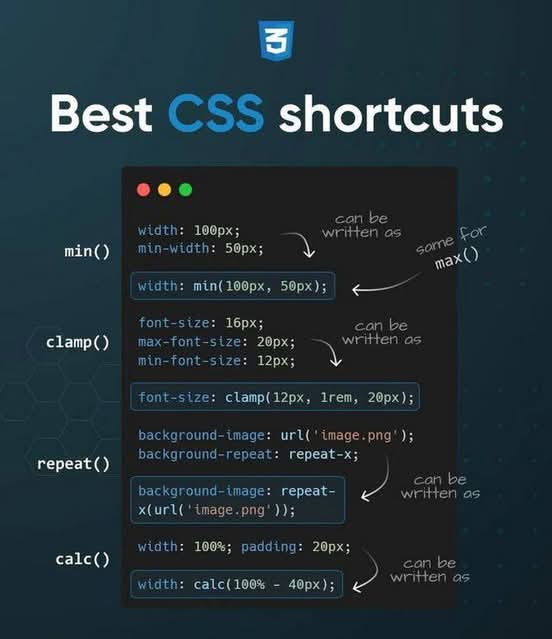 Best CSS shortcuts
min()
width: 100px;
min-width: 50px;
can be
written as
width: min(100px, 50px);
same for
max()
clamp()
font-size: 16px;
max-font-size: 20px;
min-font-size: 12px;
can be
written as
font-size: clamp(12px, 1rem, 20px);
repeat()
background-image: url('image.png');
background-repeat: repeat-x;
can be
written as
background-image: repeat-
x(url('image.png'));
calc()
width: 100%; padding: 20px;
can be
written as
width: calc(100% - 40px);